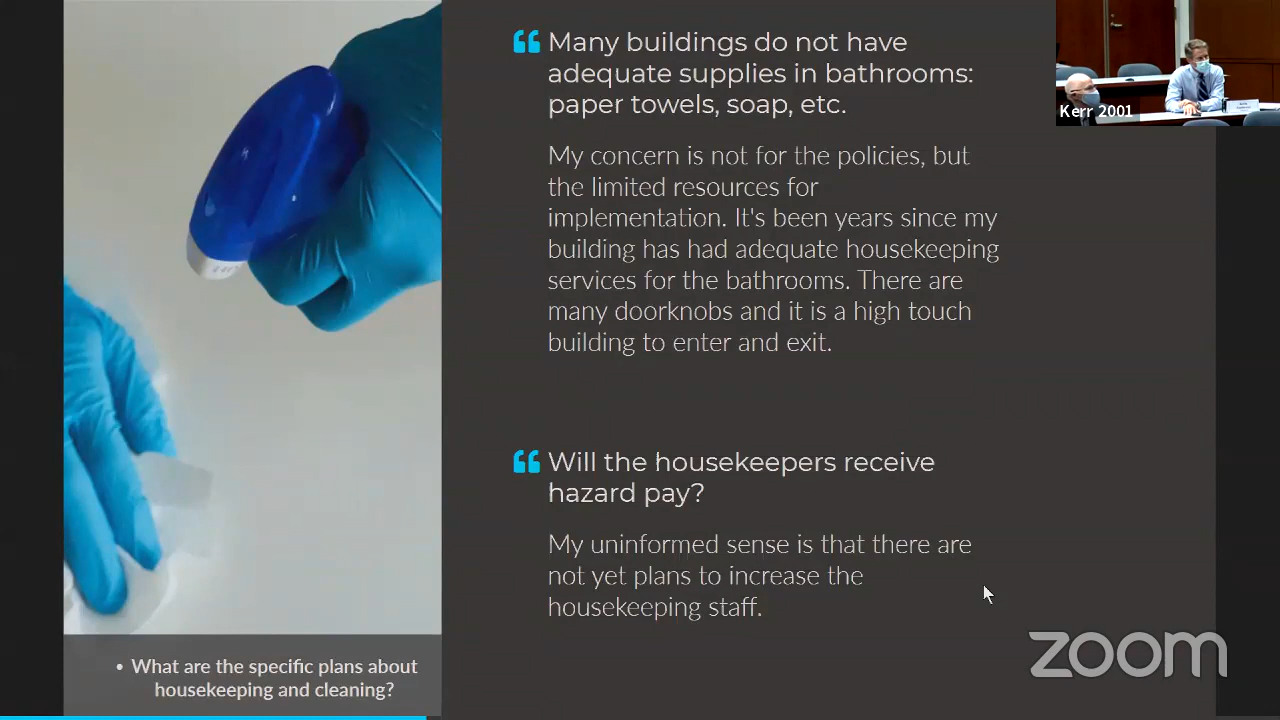 Many buildings do not have
adequate supplies in bathrooms:
paper towels, soap, etc.
My concern is not for the policies, but
the limited resources for
implementation. It's been years since my
building has had adequate housekeeping
services for the bathrooms. There are
many doorknobs and it is a high touch
building to enter and exit.
Will the housekeepers receive
hazard pay?
My uninformed sense is that there are
not yet plans to increase the
housekeeping staff.
• What are the specific plans about
housekeeping and cleaning?
Kerr 2001
zoom